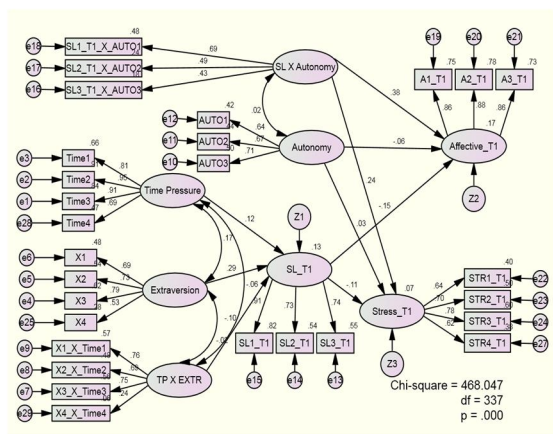 e18 SL1_T1_X_AUTO1 .48
e17 SL2_T1_X_AUTO2 .24
e16 SL3_T1_X_AUTO3
.69
.49
.43
SL X Autonomy
e19 e20 e21
.75 .78 .73
A1_T1 A2_T1 A3_T1
.86 .88 .86
.17
Affective_T1
Z2
.38
.02
e12 AUTO1 .42
e11 AUTO2
e10 AUTO3
.64
.67
.71
Autonomy
-.06
.24
.03
-.15
e3 Time1 .66
e2 Time2
e1 Time3
e28 Time4
.81
.95
.91
.69
Time Pressure
.12
.17
Z1
.13
SL_T1
e6 X1 .48
e5 X2
e4 X3
e25 X4
.69
.73
.79
.53
Extraversion
.29
-.06
-.10
-.02
.91 .73 .74
.82 .54 .55
SL1_T1 SL2_T1 SL3_T1
e15 e14 e13
-.11
.07
Stress_T1
Z3
.64
.70
.78
.62
.40
STR1_T1 e22
STR2_T1 e23
STR3_T1 e24
STR4_T1 e27
e9 X1_X_Time1 .57
e8 X2_X_Time2
e7 X3_X_Time3
e29 X4_X_Time4
.76
.75
.24
TP X EXTR
Chi-square = 468.047
df = 337
p = .000